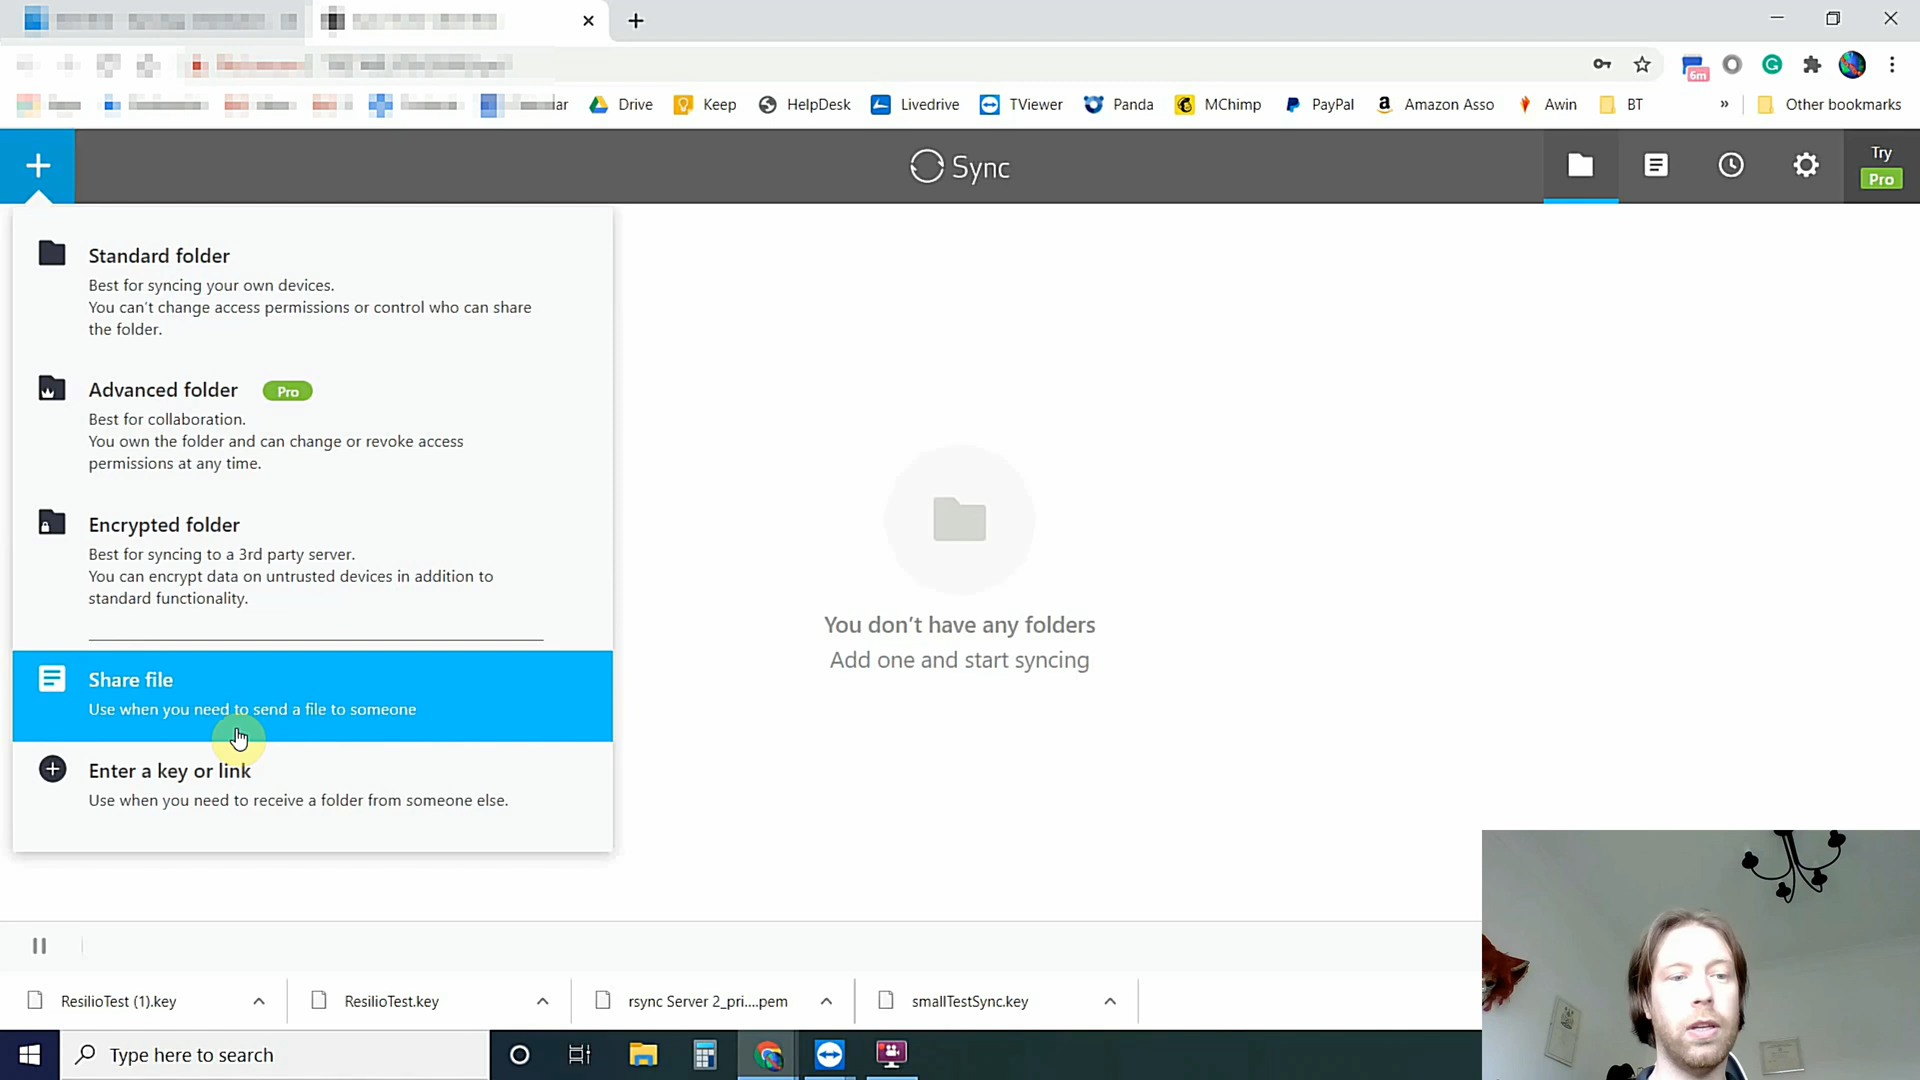 Drive
Keep
HelpDesk
Livedrive
TViewer
Panda
MChimp
PayPal
Amazon Asso
Awin
BT
»
Other bookmarks
6m
Sync
Try
Pro
Standard folder
Best for syncing your own devices.
You can't change access permissions or control who can share
the folder.
Advanced folder Pro
Best for collaboration.
You own the folder and can change or revoke access
permissions at any time.
Encrypted folder
Best for syncing to a 3rd party server.
You can encrypt data on untrusted devices in addition to
standard functionality.
Share file
Use when you need to send a file to someone
Enter a key or link
Use when you need to receive a folder from someone else.
You don't have any folders
Add one and start syncing
ResilioTest (1).key
ResilioTest.key
rsync Server 2_pri....pem
smallTestSync.key
Type here to search